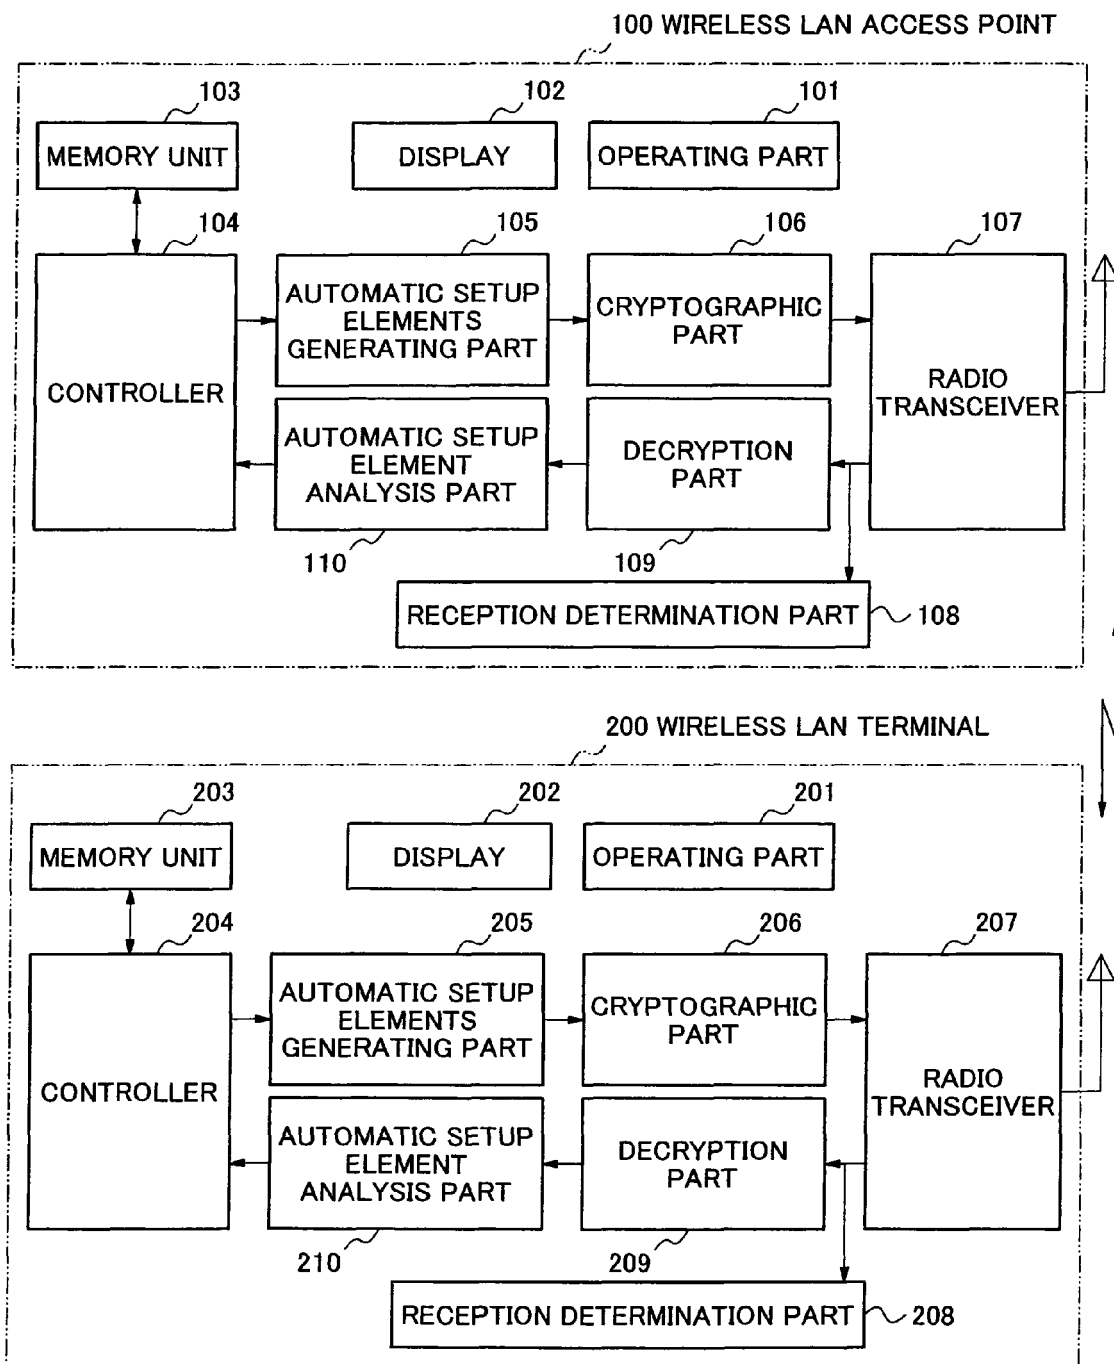 100 WIRELESS LAN ACCESS POINT
103
102
101
MEMORY UNIT
DISPLAY
OPERATING PART
104
105
106
107
CONTROLLER
AUTOMATIC SETUP
ELEMENTS
GENERATING PART
CRYPTOGRAPHIC
PART
RADIO
TRANSCEIVER
AUTOMATIC SETUP
ELEMENT
ANALYSIS PART
DECRYPTION
PART
110
109
RECEPTION DETERMINATION PART
108
200 WIRELESS LAN TERMINAL
203
202
201
MEMORY UNIT
DISPLAY
OPERATING PART
204
205
206
207
CONTROLLER
AUTOMATIC SETUP
ELEMENTS
GENERATING PART
CRYPTOGRAPHIC
PART
RADIO
TRANSCEIVER
AUTOMATIC SETUP
ELEMENT
ANALYSIS PART
DECRYPTION
PART
210
209
RECEPTION DETERMINATION PART
208